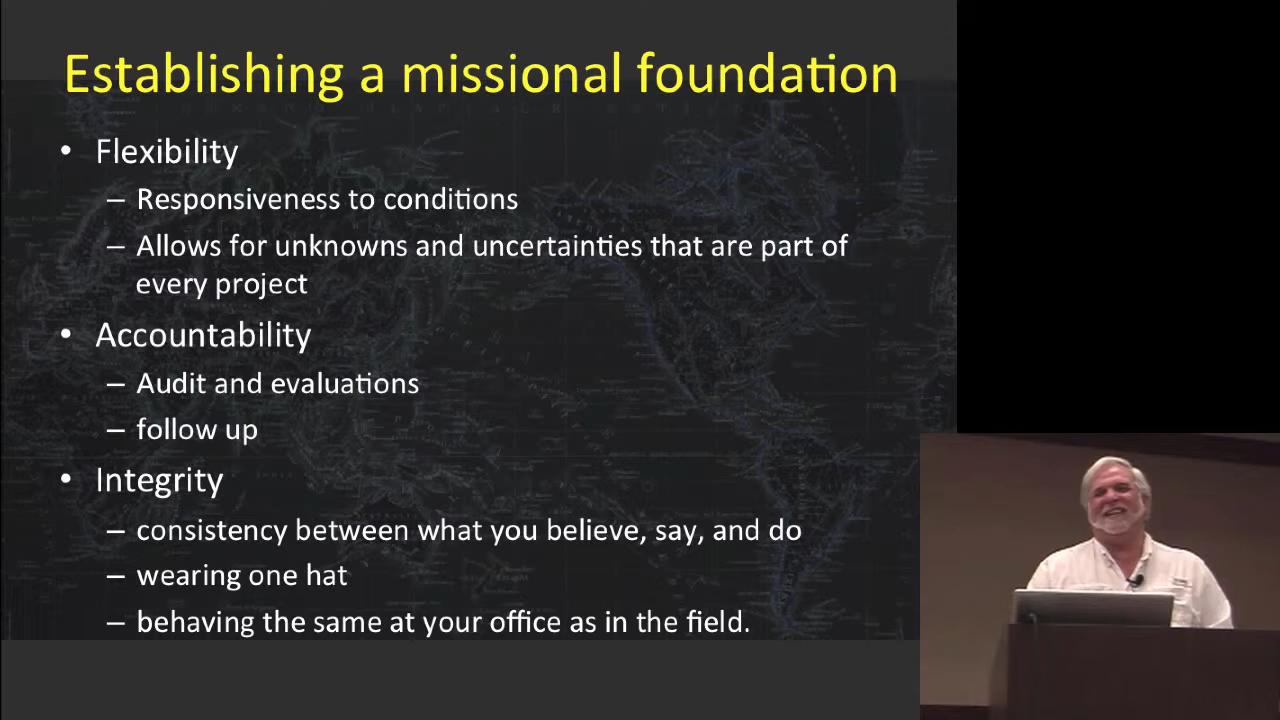 Establishing a missional foundation
• Flexibility
– Responsiveness to conditions
– Allows for unknowns and uncertainties that are part of
every project
• Accountability
– Audit and evaluations
– follow up
• Integrity
– consistency between what you believe, say, and do
– wearing one hat
– behaving the same at your office as in the field.